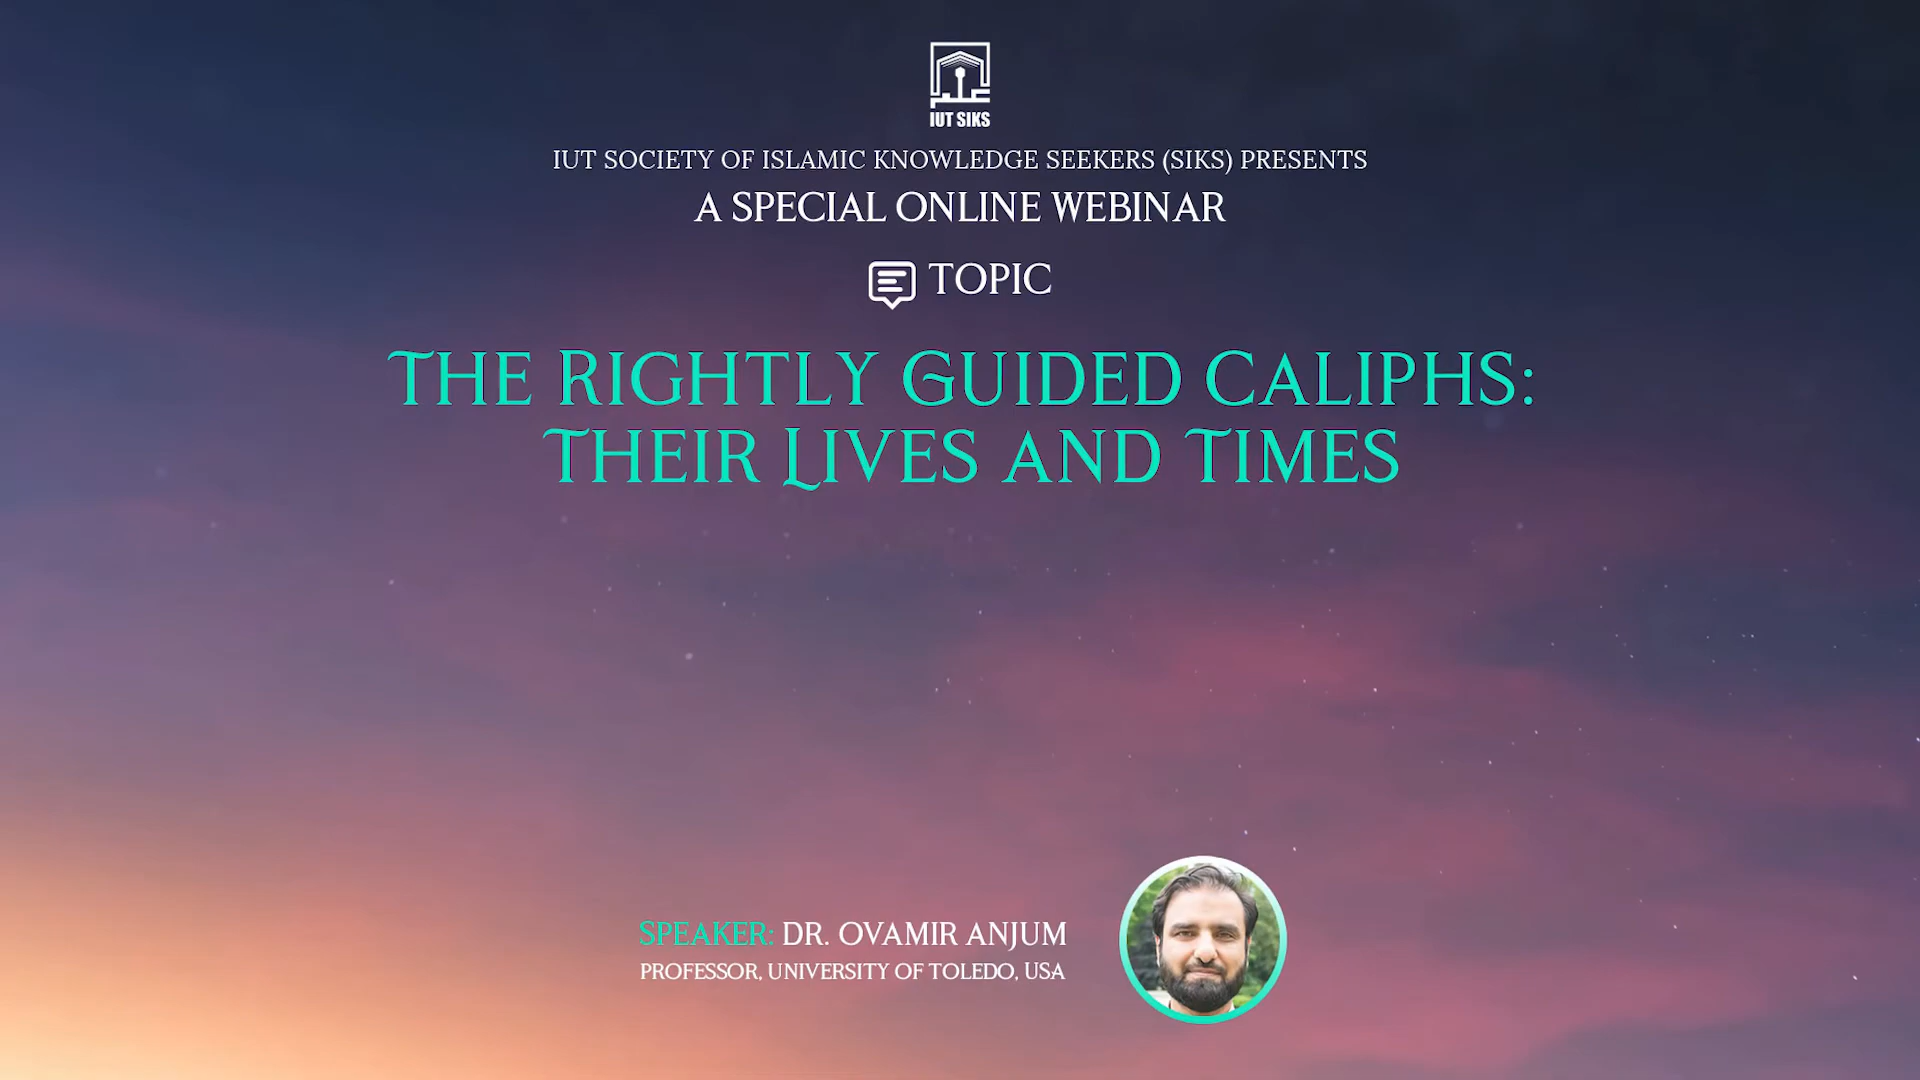 علم
IUT SIKS
IUT SOCIETY OF ISLAMIC KNOWLEDGE SEEKERS (SIKS) PRESENTS
A SPECIAL ONLINE WEBINAR
TOPIC
THE RIGHTLY GUIDED CALIPHS:
THEIR LIVES AND TIMES
SPEAKER: DR. OVAMIR ANJUM
PROFESSOR, UNIVERSITY OF TOLEDO, USA